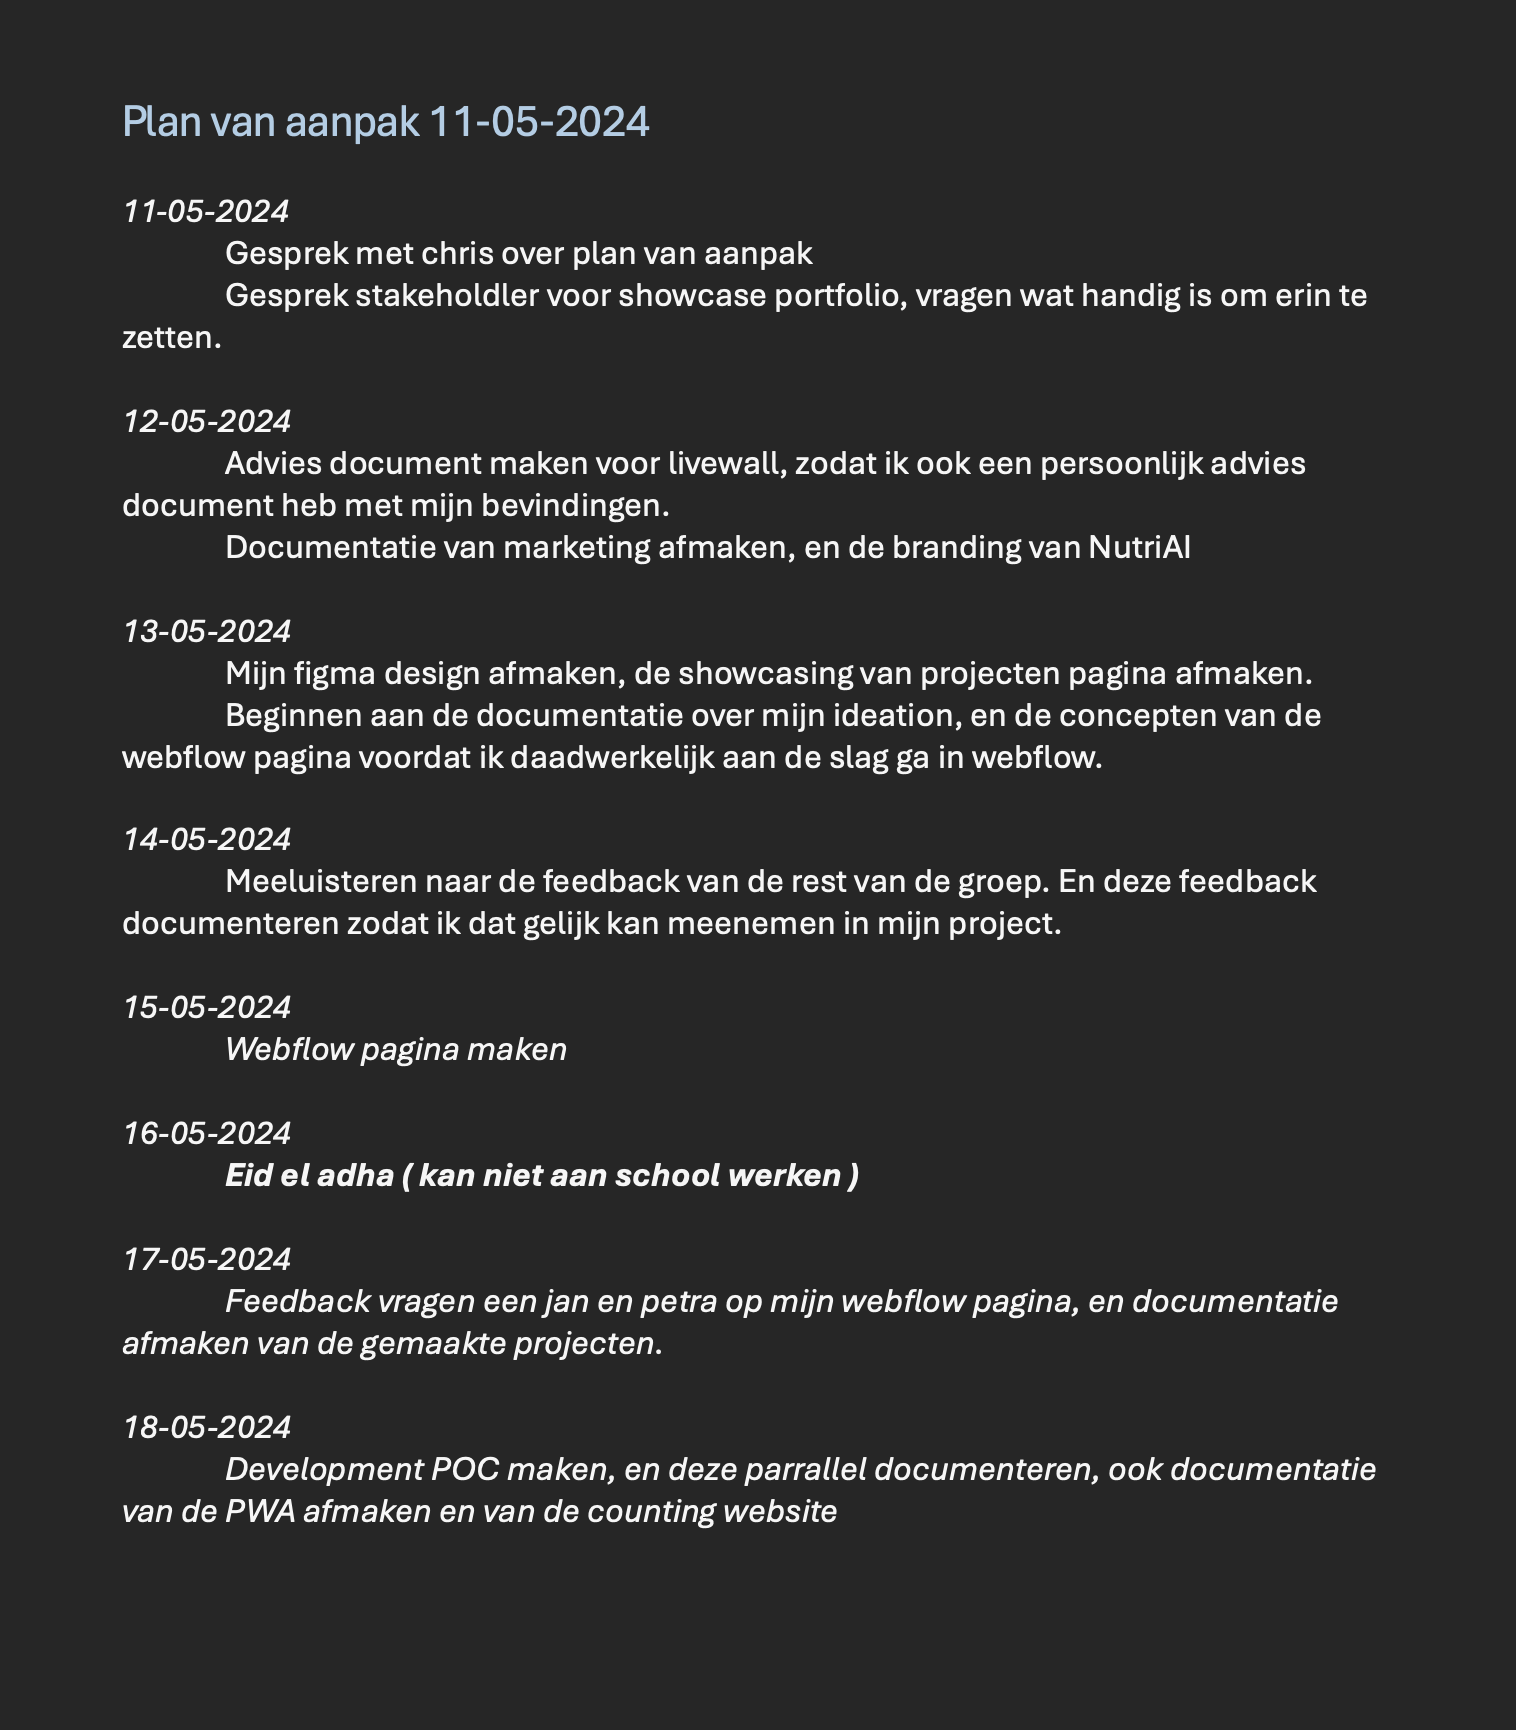 Plan van aanpak 11-05-2024
11-05-2024
Gesprek met chris over plan van aanpak
Gesprek stakeholdler voor showcase portfolio, vragen wat handig is om erin te
zetten.
12-05-2024
Advies document maken voor livewall, zodat ik ook een persoonlijk advies
document heb met mijn bevindingen.
Documentatie van marketing afmaken, en de branding van NutriAI
13-05-2024
Mijn figma design afmaken, de showcasing van projecten pagina afmaken.
Beginnen aan de documentatie over mijn ideation, en de concepten van de
webflow pagina voordat ik daadwerkelijk aan de slag ga in webflow.
14-05-2024
Meeluisteren naar de feedback van de rest van de groep. En deze feedback
documenteren zodat ik dat gelijk kan meenemen in mijn project.
15-05-2024
Webflow pagina maken
16-05-2024
Eid el adha ( kan niet aan school werken )
17-05-2024
Feedback vragen een jan en petra op mijn webflow pagina, en documentatie
afmaken van de gemaakte projecten.
18-05-2024
Development POC maken, en deze parrallel documenteren, ook documentatie
van de PWA afmaken en van de counting website